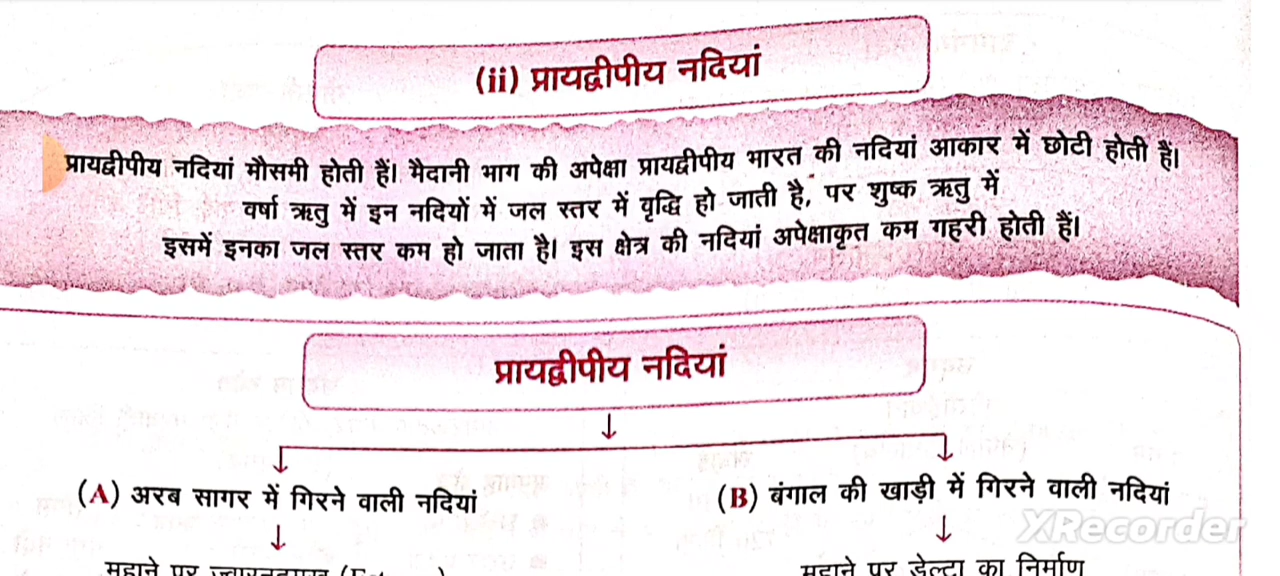 (ii) प्रायद्वीपीय नदियां
प्रायद्वीपीय नदियां मौसमी होती हैं। मैदानी भाग की अपेक्षा प्रायद्वीपीय भारत की नदियां आकार में छोटी होती हैं।
वर्षा ऋतु में इन नदियों में जल स्तर में वृद्धि हो जाती है, पर शुष्क ऋतु में
इसमें इनका जल स्तर कम हो जाता है। इस क्षेत्र की नदियां अपेक्षाकृत कम गहरी होती हैं।
प्रायद्वीपीय नदियां
(A) अरब सागर में गिरने वाली नदियां
(B) बंगाल की खाड़ी में गिरने वाली नदियां
XRecorder
मुहाने पर
मुहाने पर डेल्टा का निर्माण